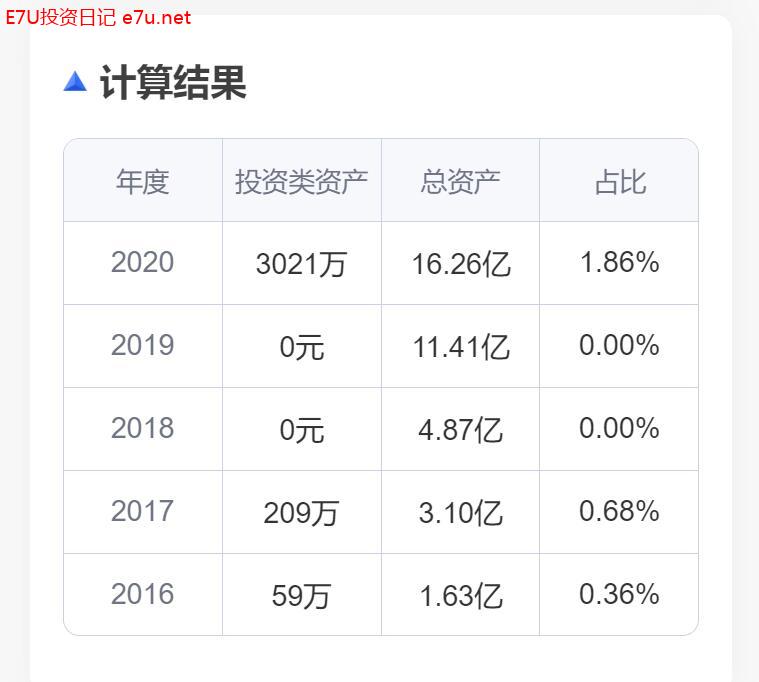 E7U投资日记 e7u.net
计算结果
年度 投资类资产 总资产 占比
2020 3021万 16.26亿 1.86%
2019 0元 11.41亿 0.00%
2018 0元 4.87亿 0.00%
2017 209万 3.10亿 0.68%
2016 59万 1.63亿 0.36%